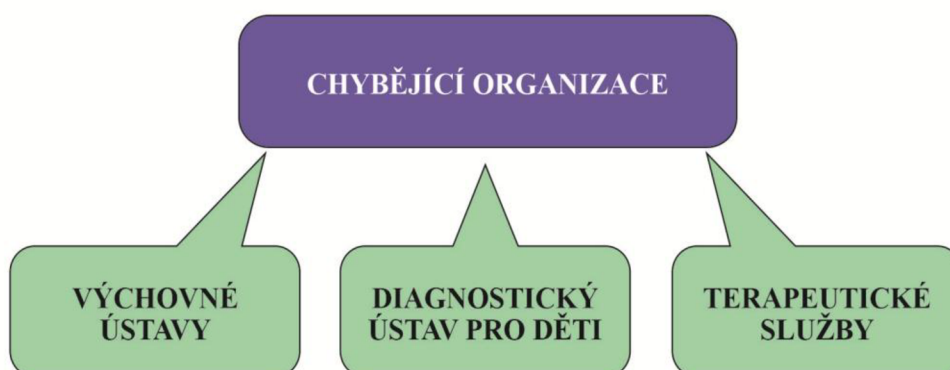 CHYBĚJÍCÍ ORGANIZACE
VÝCHOVNÉ
ÚSTAVY
DIAGNOSTICKÝ
ÚSTAV PRO DĚTI
TERAPEUTICKÉ
SLUŽBY